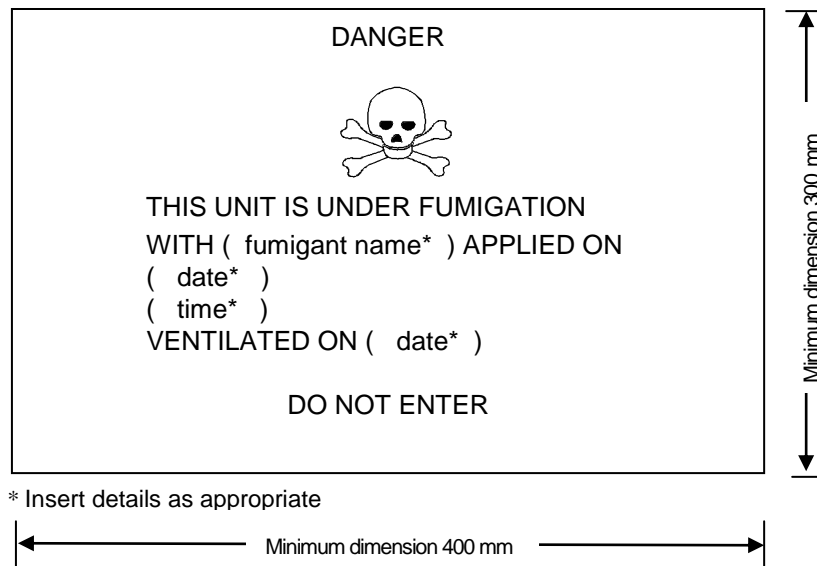 DANGER
THIS UNIT IS UNDER FUMIGATION
WITH ( fumigant name* ) APPLIED ON
( date* )
( time* )
VENTILATED ON ( date* )
DO NOT ENTER
Minimum dimension 300 mm
* Insert details as appropriate
Minimum dimension 400 mm